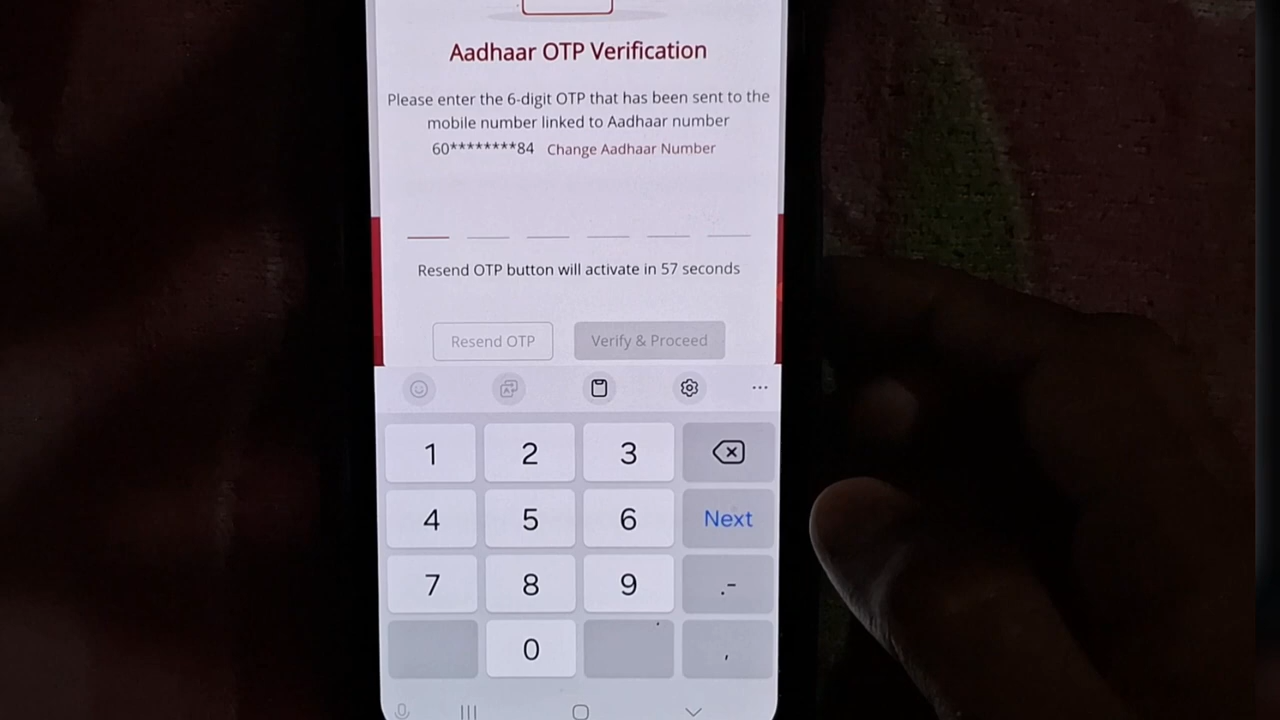 Aadhaar OTP Verification
Please enter the 6-digit OTP that has been sent to the
mobile number linked to Aadhaar number
60********84 Change Aadhaar Number
Resend OTP button will activate in 57 seconds
Resend OTP Verify & Proceed
1 2 3
4 5 6 Next
7 8 9 .-
0 ,